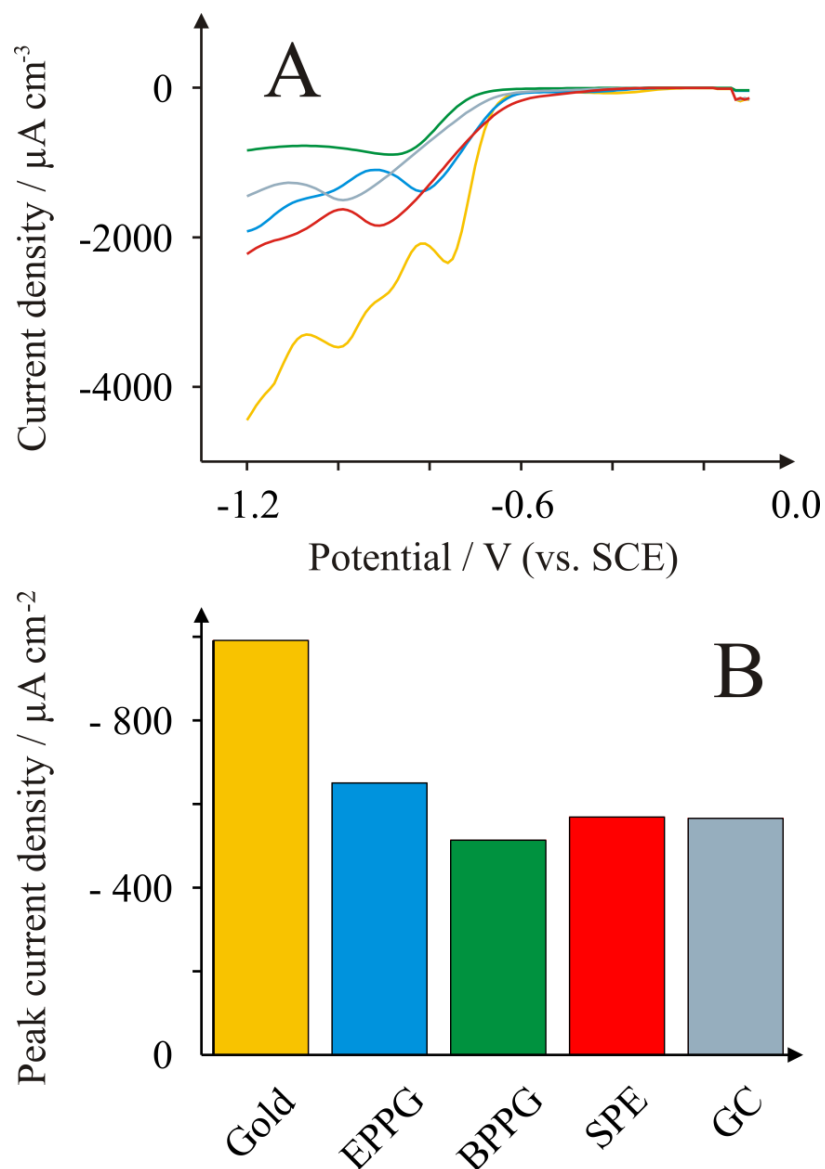 A
Current density / µA cm-3
0
-2000
-4000
-1.2
-0.6
0.0
Potential / V (vs. SCE)
B
Peak current density / µA cm-2
- 800
- 400
0
Gold
EPPG
BPPG
SPE
GC